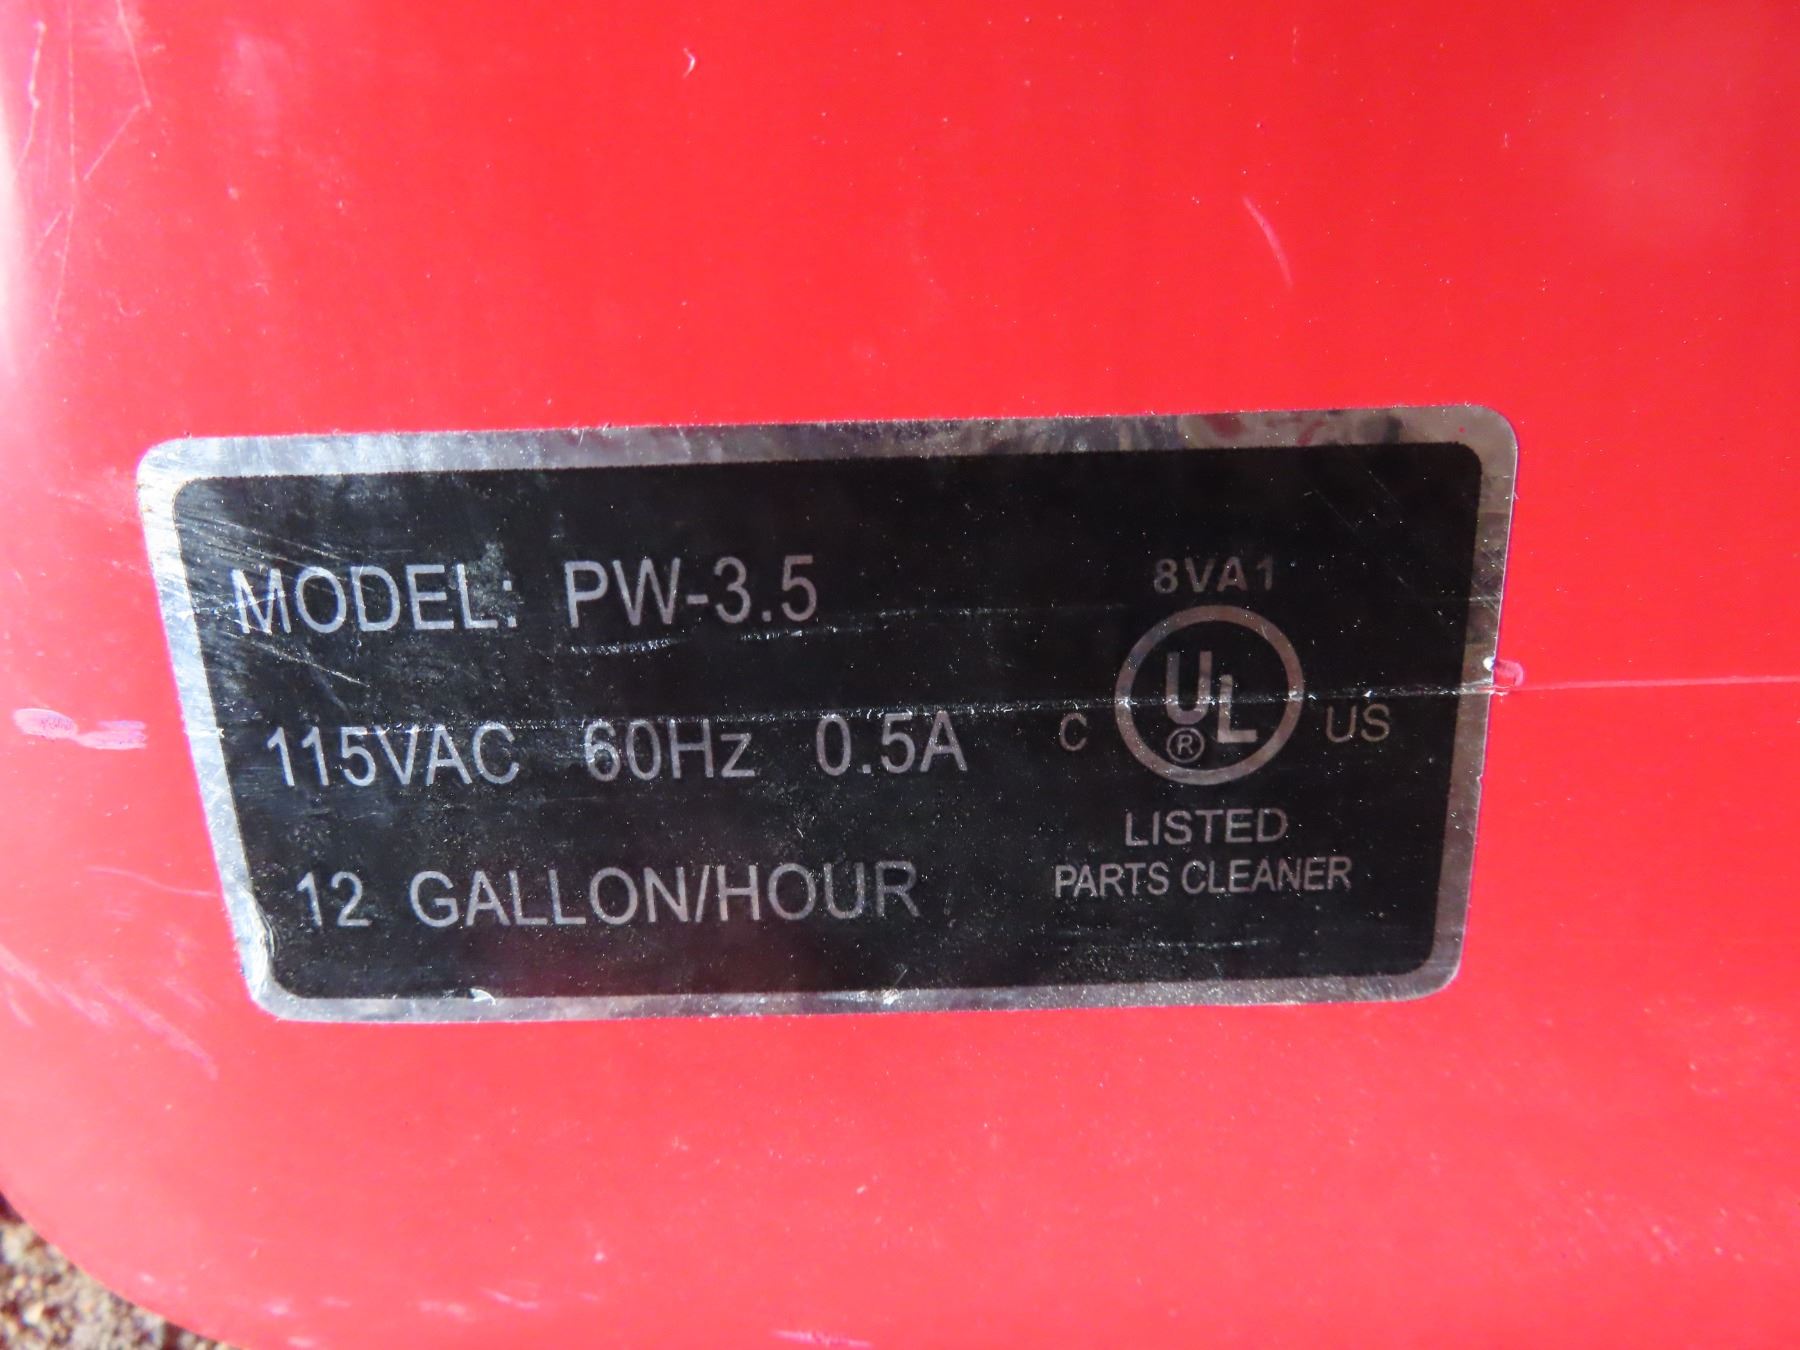 MODEL: PW-3.5
115VAC 60Hz 0.5A
12 GALLON/HOUR
8VA1
C UL® US
LISTED
PARTS CLEANER